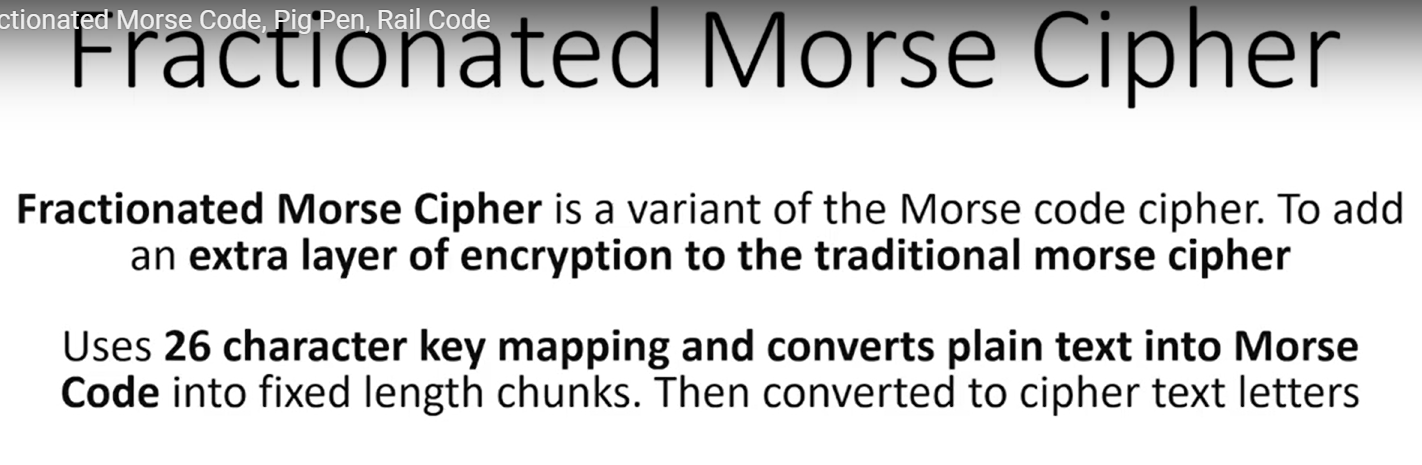 ctionated Morse Code, Pig Pen, Rail Code
Fractionated Morse Cipher
Fractionated Morse Cipher is a variant of the Morse code cipher. To add
an extra layer of encryption to the traditional morse cipher
Uses 26 character key mapping and converts plain text into Morse
Code into fixed length chunks. Then converted to cipher text letters